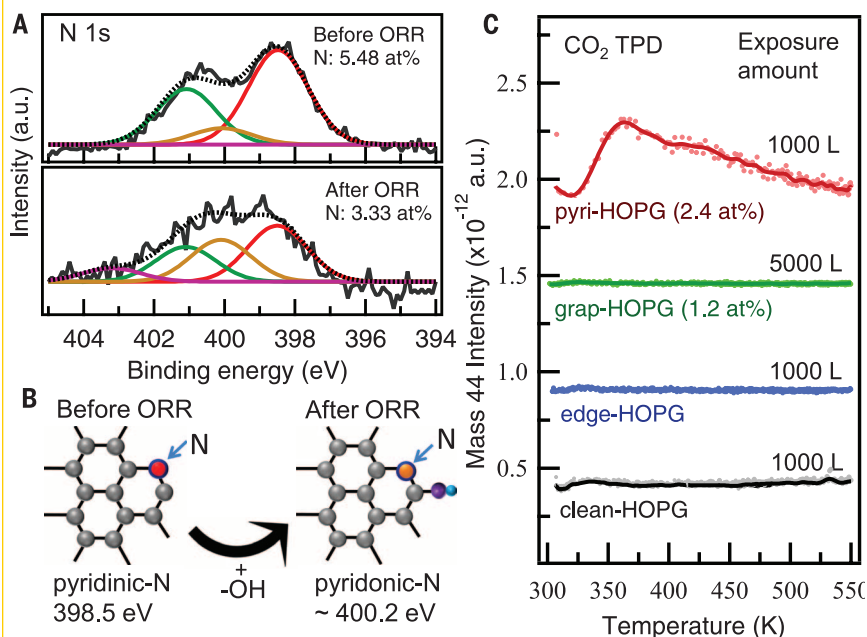 A
N 1s
Before ORR
N: 5.48 at%
After ORR
N: 3.33 at%
Intensity (a.u.)
404 402 400 398 396 394
Binding energy (eV)
B
Before ORR
After ORR
N
N
+
-OH
pyridinic-N
398.5 eV
pyridonic-N
~ 400.2 eV
C
CO2 TPD
Exposure
amount
1000 L
pyri-HOPG (2.4 at%)
5000 L
grap-HOPG (1.2 at%)
1000 L
edge-HOPG
1000 L
clean-HOPG
Mass 44 Intensity (x10-12 a.u.)
2.5
2.0
1.5
1.0
0.5
300 350 400 450 500 550
Temperature (K)